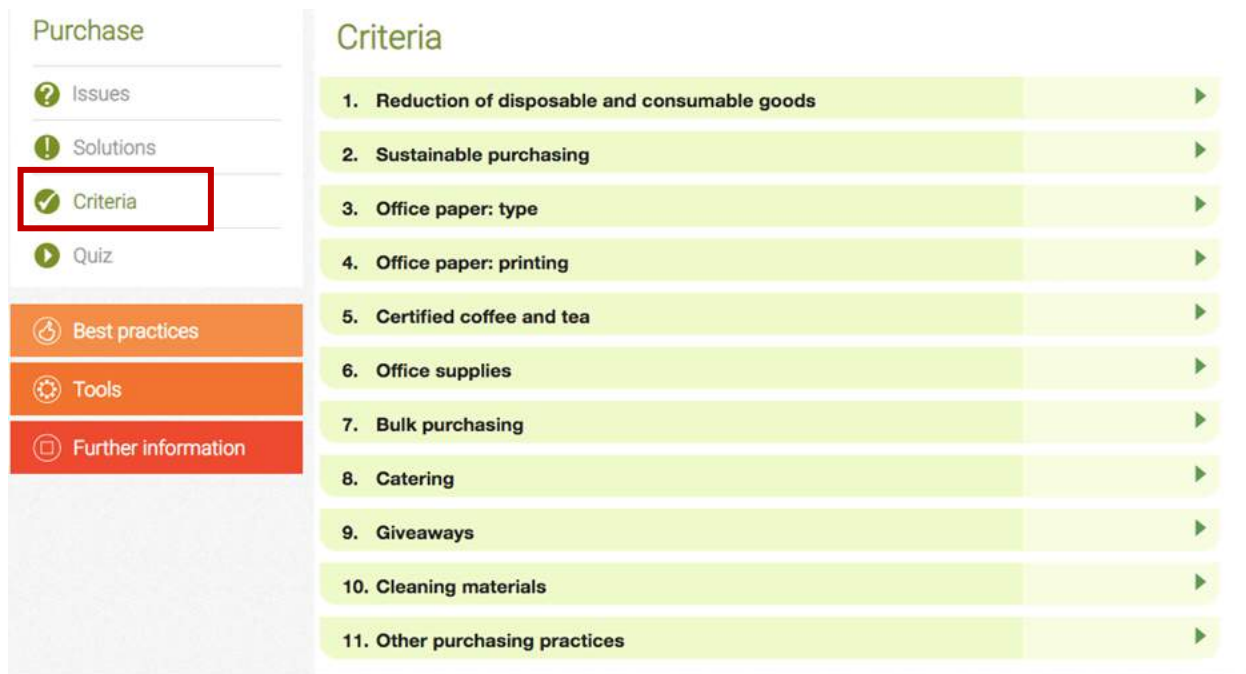 Purchase
Issues
Solutions
Criteria
Quiz
Best practices
Tools
Further information
Criteria
1. Reduction of disposable and consumable goods
2. Sustainable purchasing
3. Office paper: type
4. Office paper: printing
5. Certified coffee and tea
6. Office supplies
7. Bulk purchasing
8. Catering
9. Giveaways
10. Cleaning materials
11. Other purchasing practices